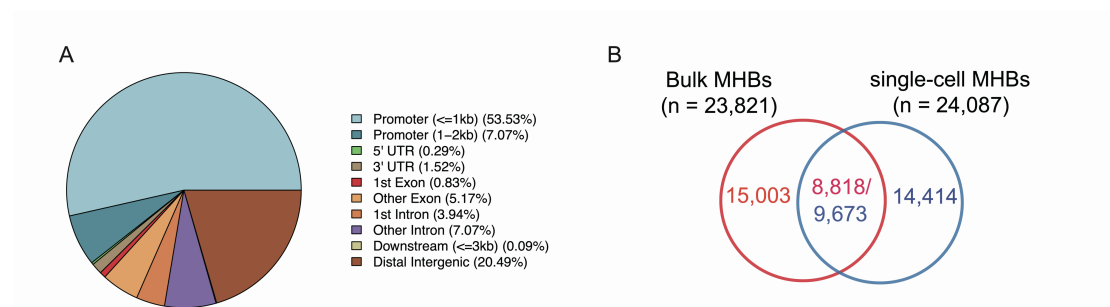 A
Promoter (<=1kb) (53.53%)
Promoter (1−2kb) (7.07%)
5' UTR (0.29%)
3' UTR (1.52%)
1st Exon (0.83%)
Other Exon (5.17%)
1st Intron (3.94%)
Other Intron (7.07%)
Downstream (<=3kb) (0.09%)
Distal Intergenic (20.49%)
B
Bulk MHBs
(n = 23,821)
single-cell MHBs
(n = 24,087)
15,003
8,818/
9,673
14,414